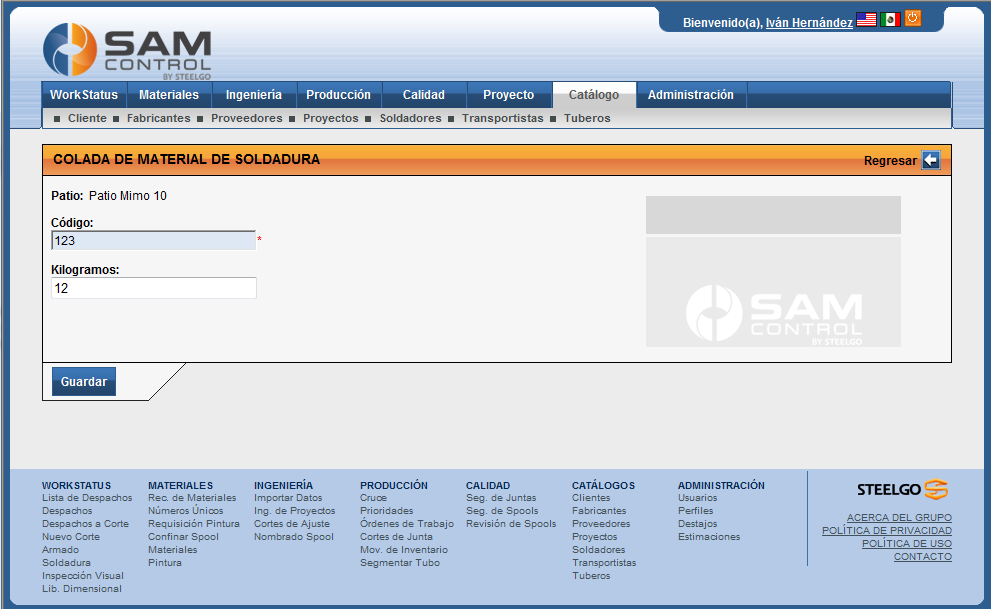 Bienvenido(a), Iván Hernández
SAM
CONTROL
BY STEELGO
WorkStatus Materiales Ingeniería Producción Calidad Proyecto Catálogo Administración
Cliente Fabricantes Proveedores Proyectos Soldadores Transportistas Tuberos
COLADA DE MATERIAL DE SOLDADURA Regresar
Patio: Patio Mimo 10
Código:
123 *
Kilogramos:
12
SAM
CONTROL
BY STEELGO
Guardar
WORKSTATUS
Lista de Despachos
Despachos
Despachos a Corte
Nuevo Corte
Armado
Soldadura
Inspección Visual
Lib. Dimensional
MATERIALES
Rec. de Materiales
Números Únicos
Requisición Pintura
Confinar Spool
Materiales
Pintura
INGENIERÍA
Importar Datos
Ing. de Proyectos
Cortes de Ajuste
Nombrado Spool
PRODUCCIÓN
Cruce
Prioridades
Órdenes de Trabajo
Cortes de Junta
Mov. de Inventario
Segmentar Tubo
CALIDAD
Seg. de Juntas
Seg. de Spools
Revisión de Spools
CATÁLOGOS
Clientes
Fabricantes
Proveedores
Proyectos
Soldadores
Transportistas
Tuberos
ADMINISTRACIÓN
Usuarios
Perfiles
Destajos
Estimaciones
STEELGO
ACERCA DEL GRUPO
POLÍTICA DE PRIVACIDAD
POLÍTICA DE USO
CONTACTO